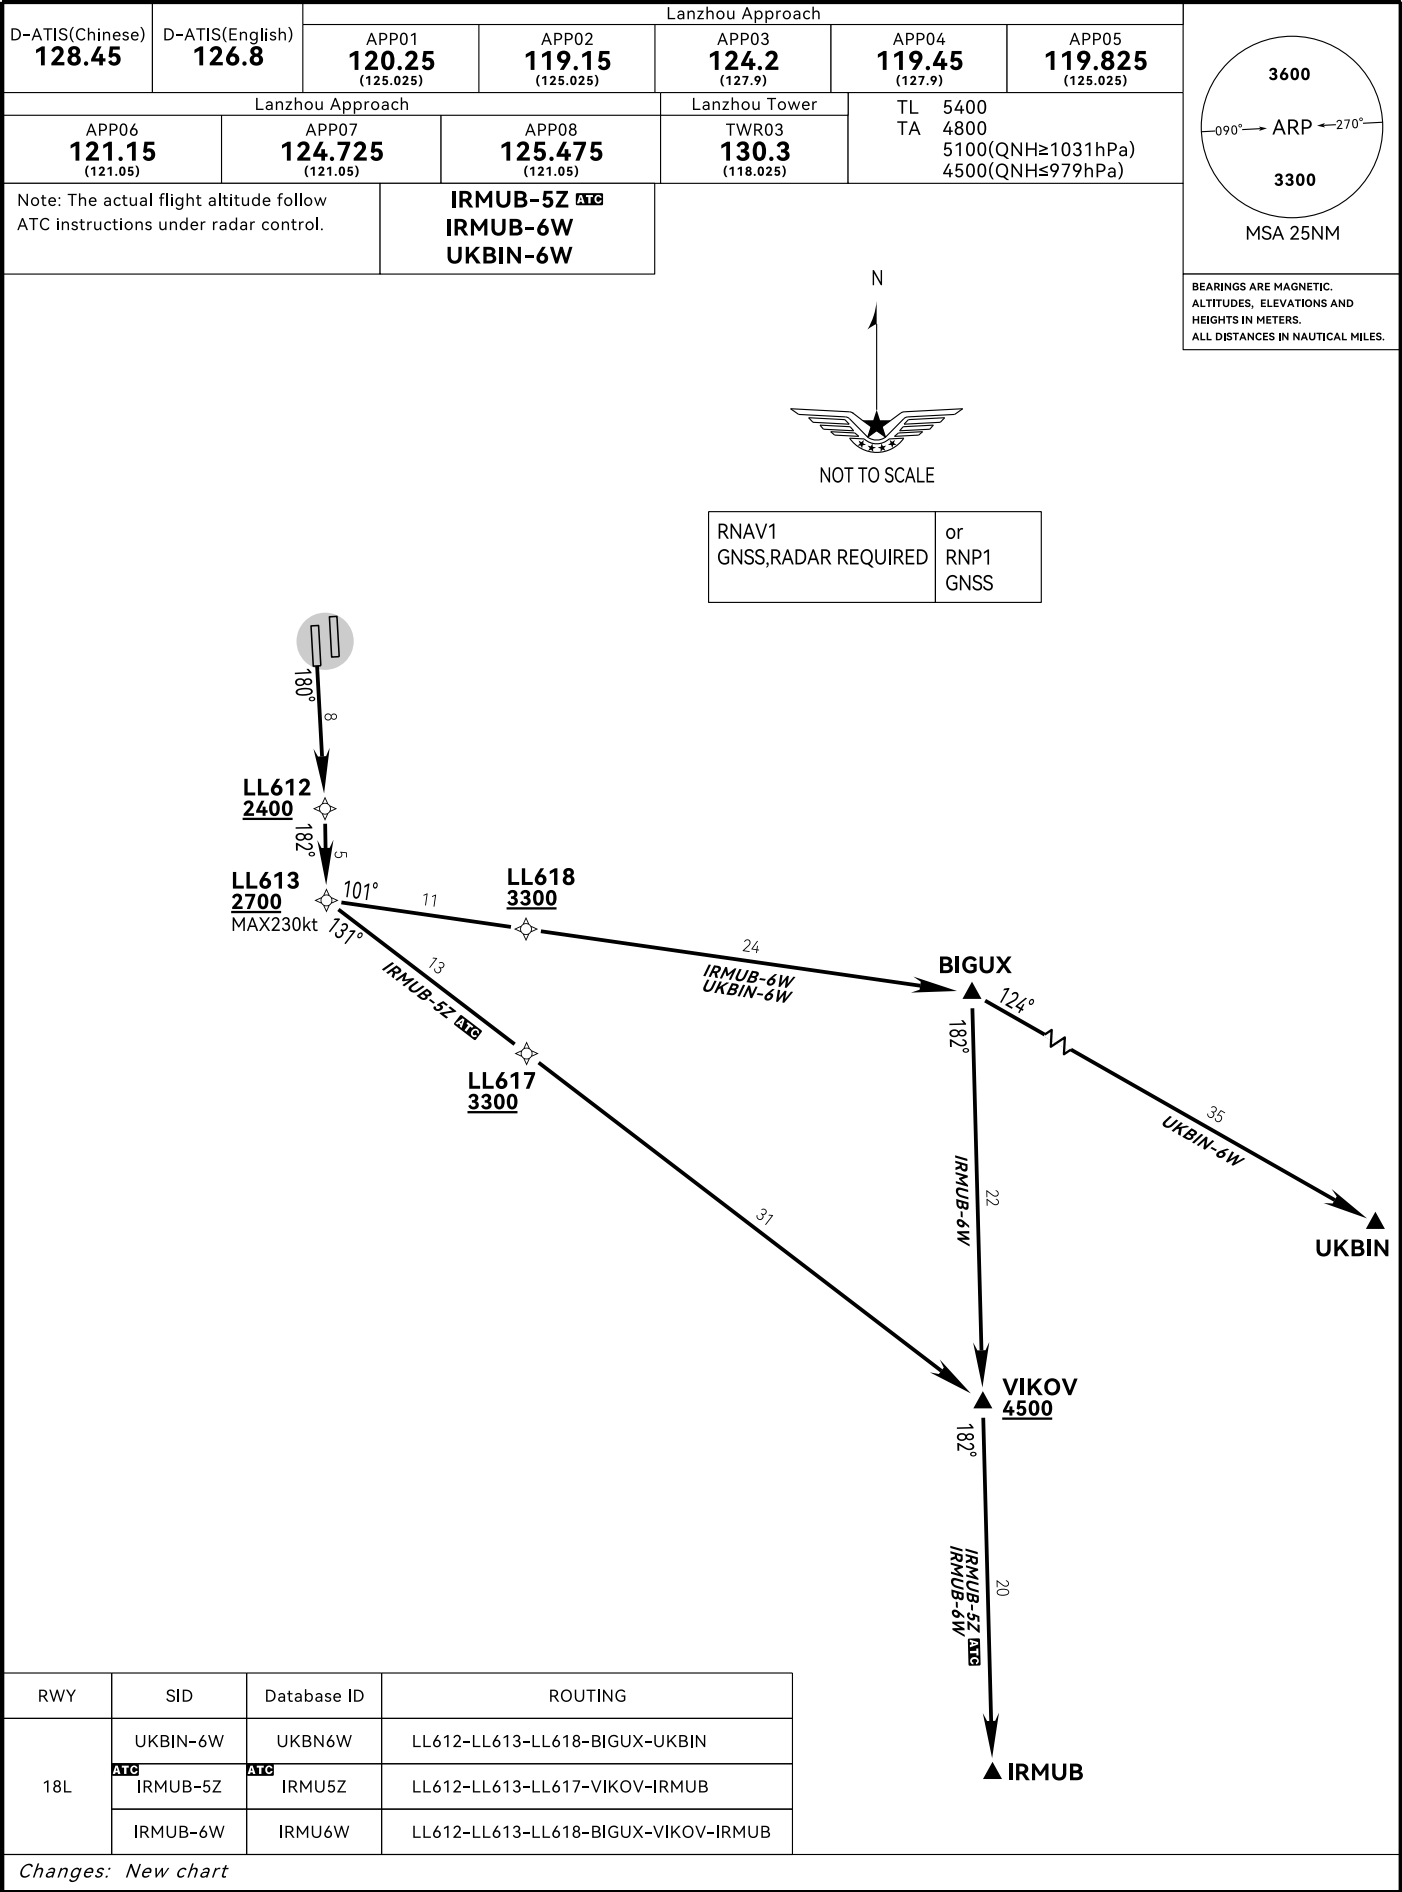 D-ATIS(Chinese)
128.45
D-ATIS(English)
126.8
Lanzhou Approach
APP01
120.25
(125.025)
APP02
119.15
(125.025)
APP03
124.2
(127.9)
APP04
119.45
(127.9)
APP05
119.825
(125.025)
Lanzhou Approach
APP06
121.15
(121.05)
APP07
124.725
(121.05)
APP08
125.475
(121.05)
Lanzhou Tower
TWR03
130.3
(118.025)
TL 5400
TA 4800
5100(QNH≥1031hPa)
4500(QNH≤979hPa)
3600
090° ARP 270°
3300
MSA 25NM
Note: The actual flight altitude follow
ATC instructions under radar control.
IRMUB-5Z ATC
IRMUB-6W
UKBIN-6W
BEARINGS ARE MAGNETIC.
ALTITUDES, ELEVATIONS AND
HEIGHTS IN METERS.
ALL DISTANCES IN NAUTICAL MILES.
N
NOT TO SCALE
RNAV1
GNSS,RADAR REQUIRED
or
RNP1
GNSS
180°
8
LL612
2400
182°
5
LL613
2700
MAX230kt
101°
11
LL618
3300
131°
13
IRMUB-5Z ATC
24
IRMUB-6W
UKBIN-6W
BIGUX
124°
182°
LL617
3300
35
UKBIN-6W
UKBIN
IRMUB-6W
22
31
VIKOV
4500
182°
IRMUB-5Z ATC
IRMUB-6W
20
IRMUB
RWY SID Database ID ROUTING
18L
UKBIN-6W UKBN6W LL612-LL613-LL618-BIGUX-UKBIN
ATC IRMUB-5Z ATC IRMU5Z LL612-LL613-LL617-VIKOV-IRMUB
IRMUB-6W IRMU6W LL612-LL613-LL618-BIGUX-VIKOV-IRMUB
Changes: New chart